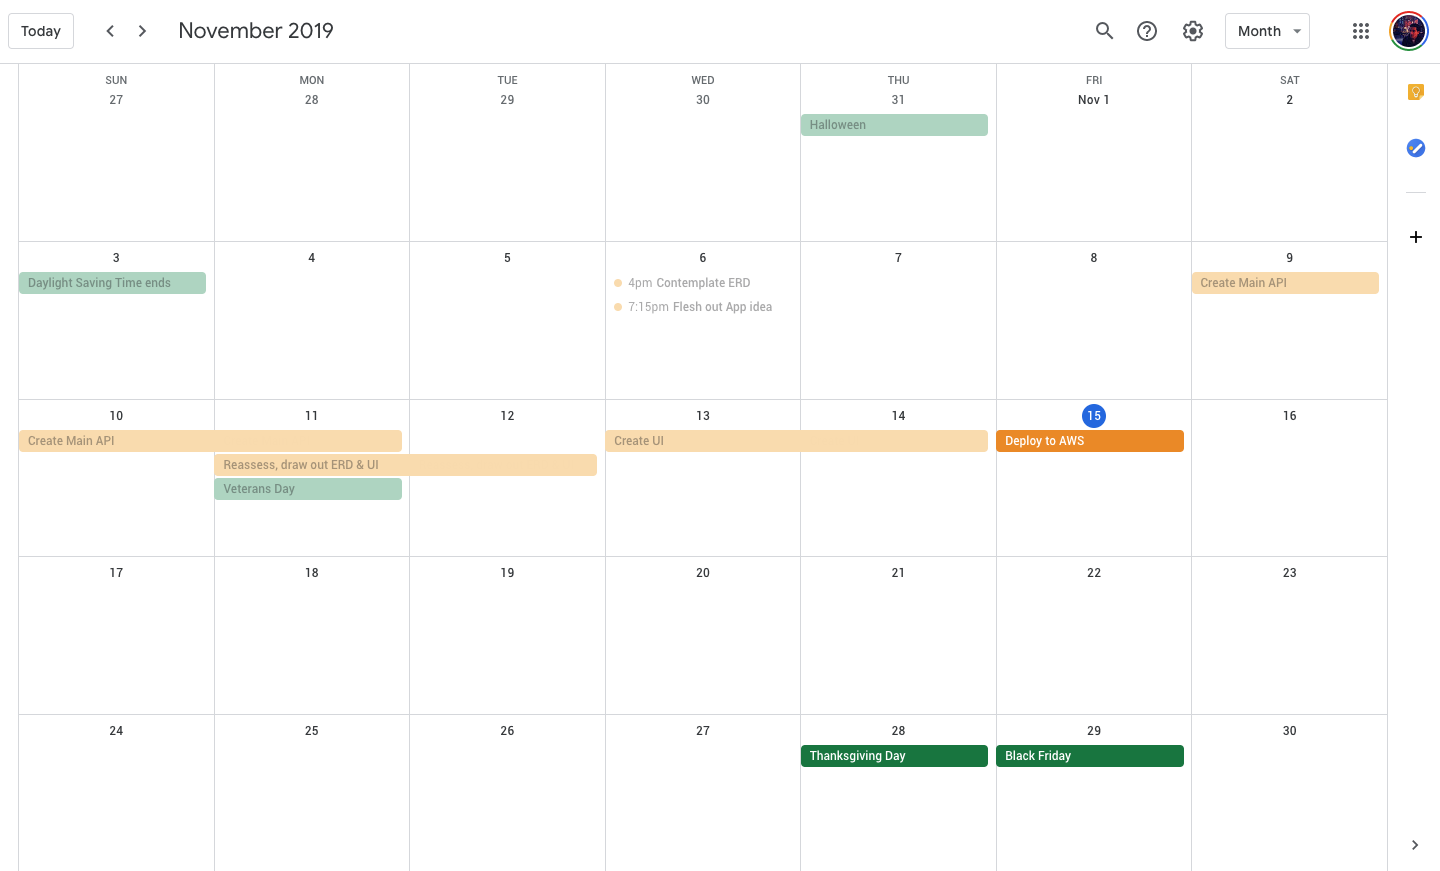 Today
November 2019
Month
SUN MON TUE WED THU FRI SAT
27 28 29 30 31 Nov 1 2
Halloween
3 4 5 6 7 8 9
Daylight Saving Time ends
4pm Contemplate ERD
Create Main API
7:15pm Flesh out App idea
10 11 12 13 14 15 16
Create Main API
Create UI
Deploy to AWS
Reassess, draw out ERD & UI
Veterans Day
17 18 19 20 21 22 23
24 25 26 27 28 29 30
Thanksgiving Day
Black Friday